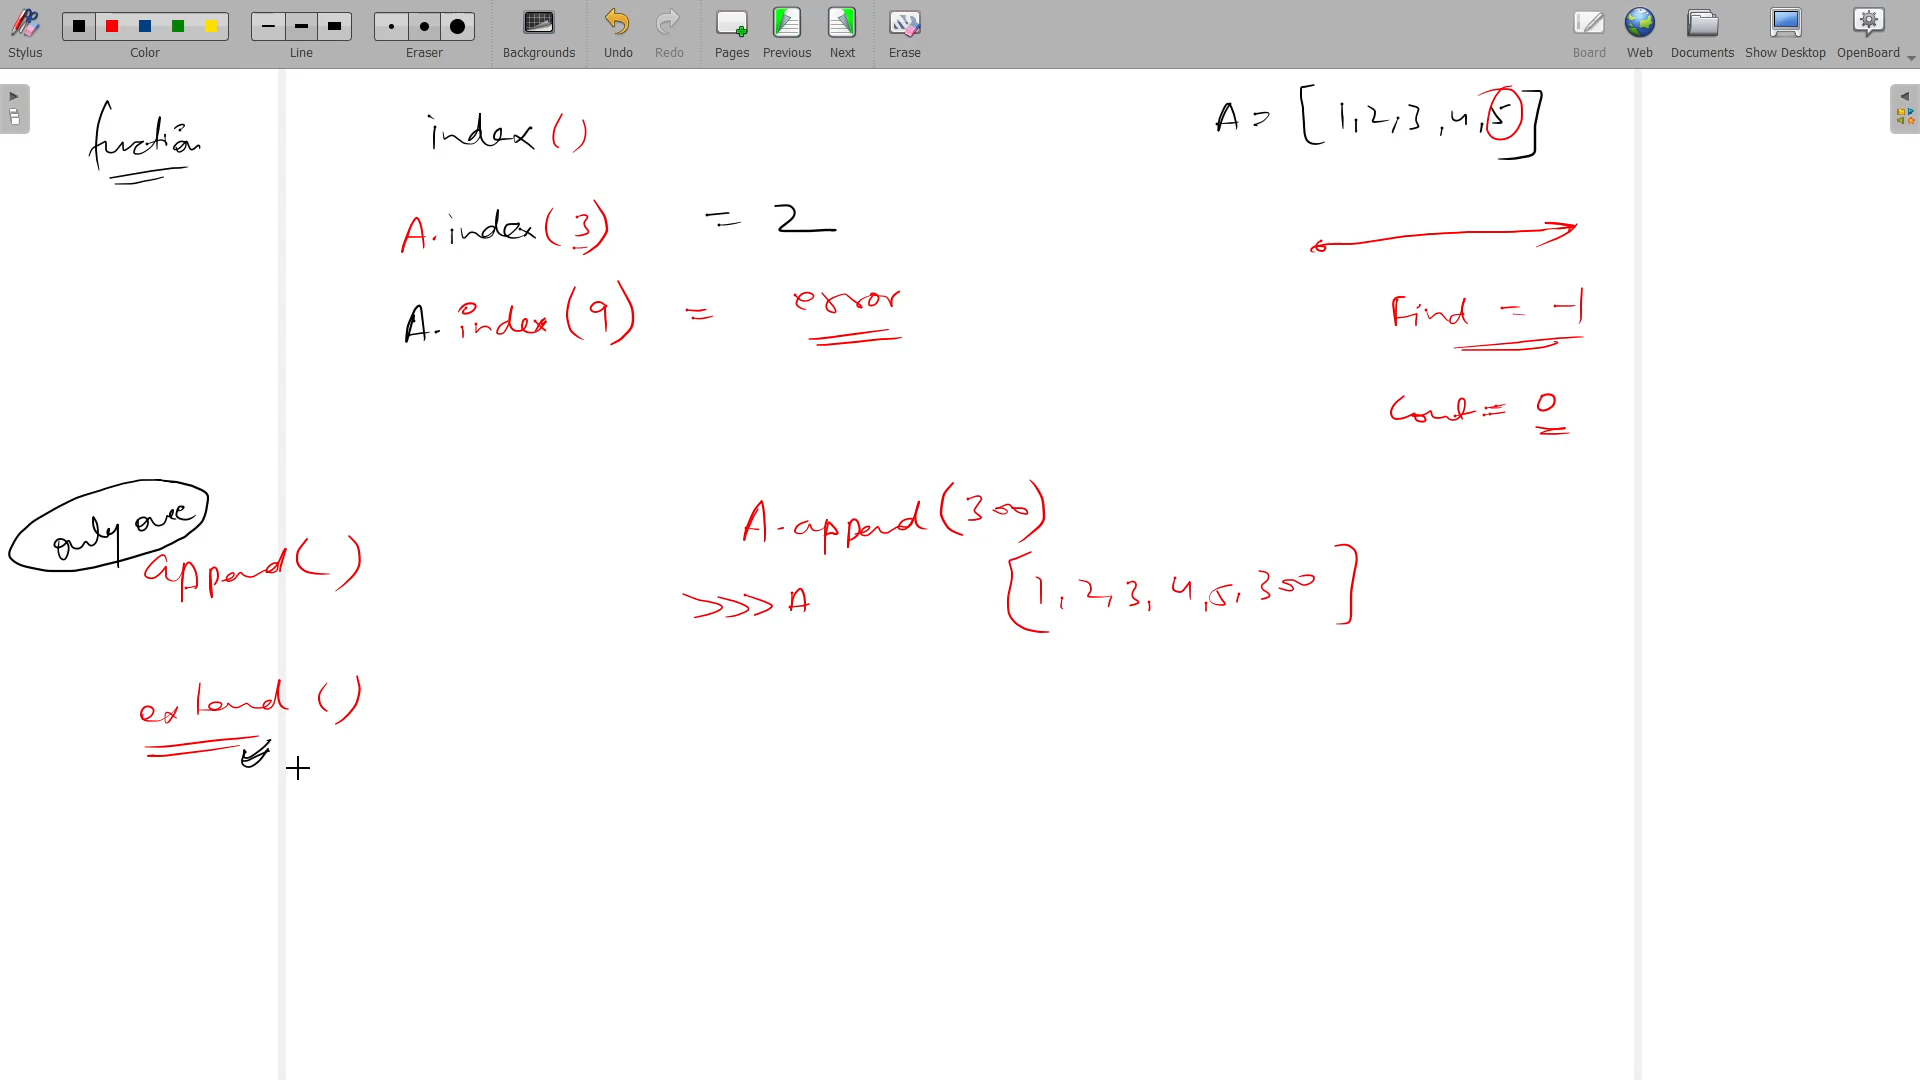 Stylus Color Line Eraser Backgrounds Undo Redo Pages Previous Next Erase Board Web Documents Show Desktop OpenBoard
function index () A = [1,2,3,4,5]
A.index(3) = 2
A.index(9) = error
Find = -1
Count = 0
only one
append()
A.append(300)
>>> A [1,2,3,4,5,300]
extend ()